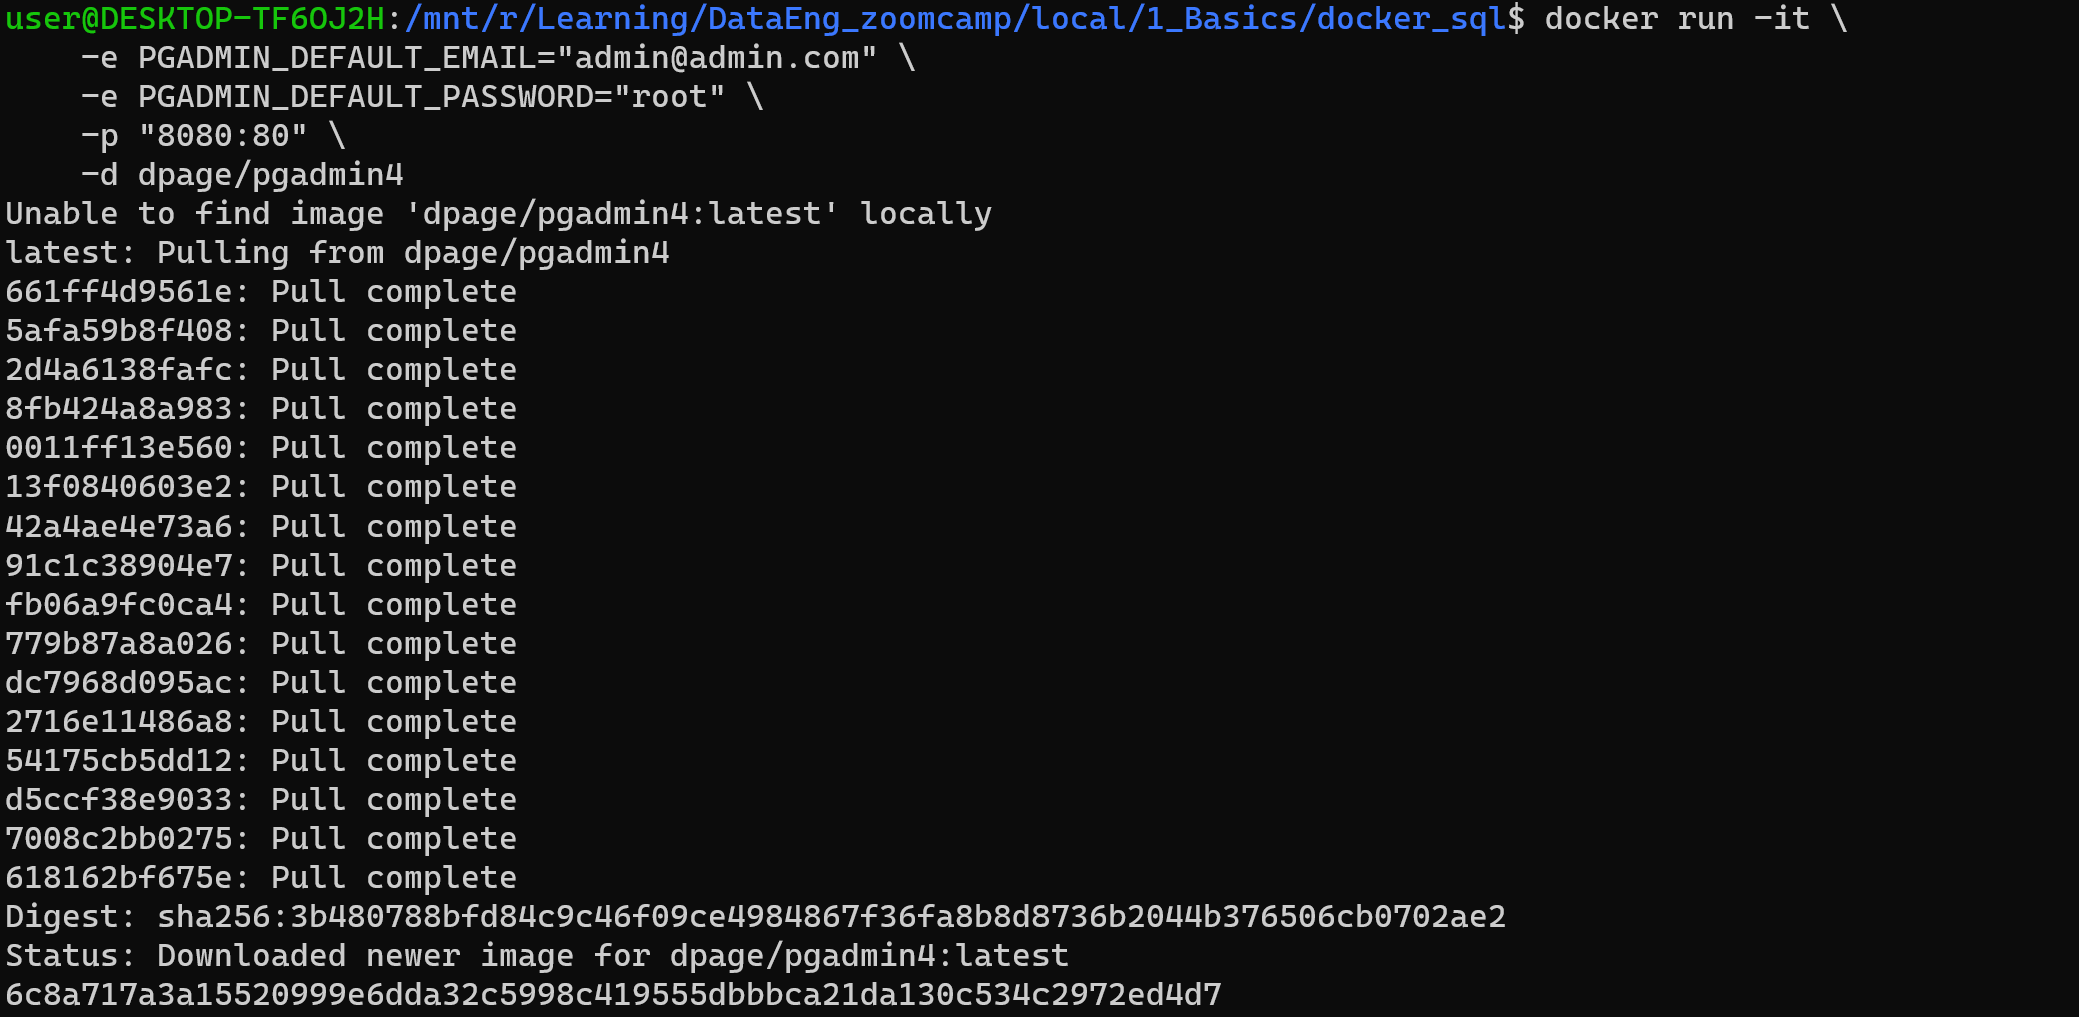 user@DESKTOP-TF6OJ2H:/mnt/r/Learning/DataEng_zoomcamp/local/1_Basics/docker_sql$ docker run -it \
    -e PGADMIN_DEFAULT_EMAIL="admin@admin.com" \
    -e PGADMIN_DEFAULT_PASSWORD="root" \
    -p "8080:80" \
    -d dpage/pgadmin4
Unable to find image 'dpage/pgadmin4:latest' locally
latest: Pulling from dpage/pgadmin4
661ff4d9561e: Pull complete
5afa59b8f408: Pull complete
2d4a6138fafc: Pull complete
8fb424a8a983: Pull complete
0011ff13e560: Pull complete
13f0840603e2: Pull complete
42a4ae4e73a6: Pull complete
91c1c38904e7: Pull complete
fb06a9fc0ca4: Pull complete
779b87a8a026: Pull complete
dc7968d095ac: Pull complete
2716e11486a8: Pull complete
54175cb5dd12: Pull complete
d5ccf38e9033: Pull complete
7008c2bb0275: Pull complete
618162bf675e: Pull complete
Digest: sha256:3b480788bfd84c9c46f09ce4984867f36fa8b8d8736b2044b376506cb0702ae2
Status: Downloaded newer image for dpage/pgadmin4:latest
6c8a717a3a15520999e6dda32c5998c419555dbbbca21da130c534c2972ed4d7